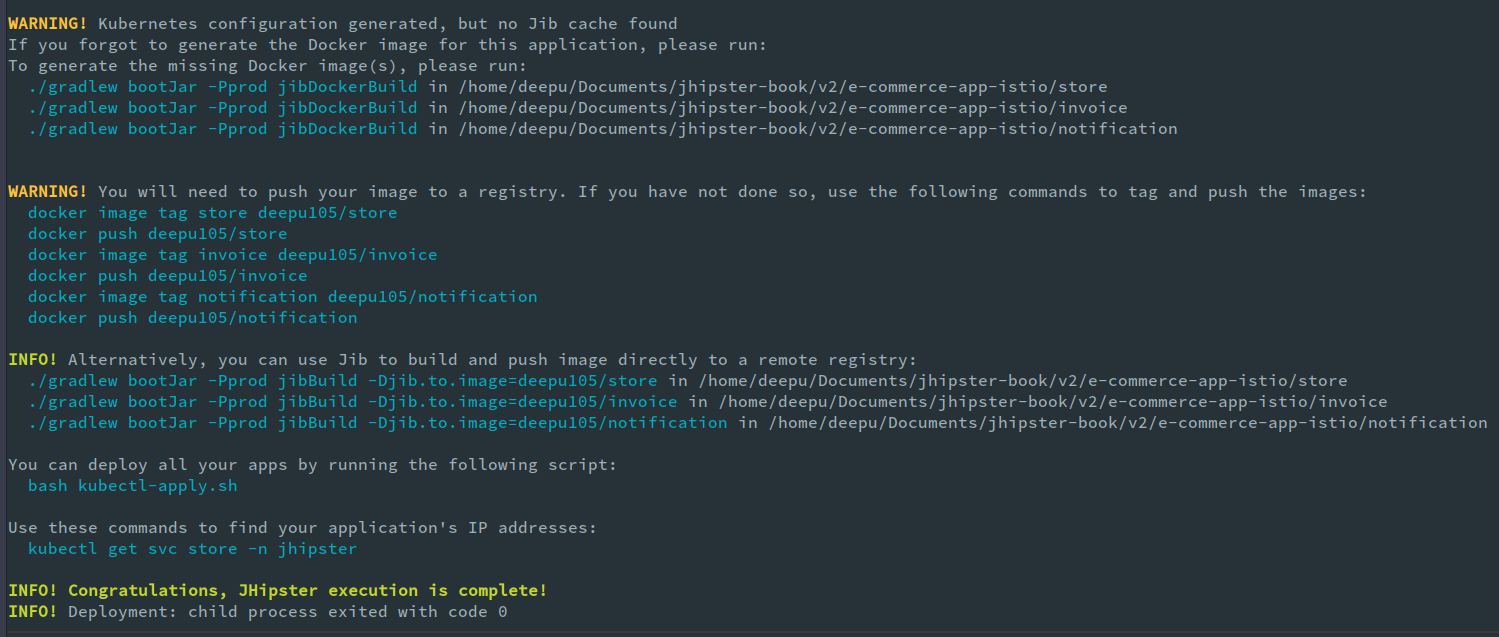 WARNING! Kubernetes configuration generated, but no Jib cache found
If you forgot to generate the Docker image for this application, please run:
To generate the missing Docker image(s), please run:
./gradlew bootJar -Pprod jibDockerBuild in /home/deepu/Documents/jhipster-book/v2/e-commerce-app-istio/store
./gradlew bootJar -Pprod jibDockerBuild in /home/deepu/Documents/jhipster-book/v2/e-commerce-app-istio/invoice
./gradlew bootJar -Pprod jibDockerBuild in /home/deepu/Documents/jhipster-book/v2/e-commerce-app-istio/notification
WARNING! You will need to push your image to a registry. If you have not done so, use the following commands to tag and push the images:
docker image tag store deepu105/store
docker push deepu105/store
docker image tag invoice deepu105/invoice
docker push deepu105/invoice
docker image tag notification deepu105/notification
docker push deepu105/notification
INFO! Alternatively, you can use Jib to build and push image directly to a remote registry:
./gradlew bootJar -Pprod jibBuild -Djib.to.image=deepu105/store in /home/deepu/Documents/jhipster-book/v2/e-commerce-app-istio/store
./gradlew bootJar -Pprod jibBuild -Djib.to.image=deepu105/invoice in /home/deepu/Documents/jhipster-book/v2/e-commerce-app-istio/invoice
./gradlew bootJar -Pprod jibBuild -Djib.to.image=deepu105/notification in /home/deepu/Documents/jhipster-book/v2/e-commerce-app-istio/notification
You can deploy all your apps by running the following script:
bash kubectl-apply.sh
Use these commands to find your application's IP addresses:
kubectl get svc store -n jhipster
INFO! Congratulations, JHipster execution is complete!
INFO! Deployment: child process exited with code 0